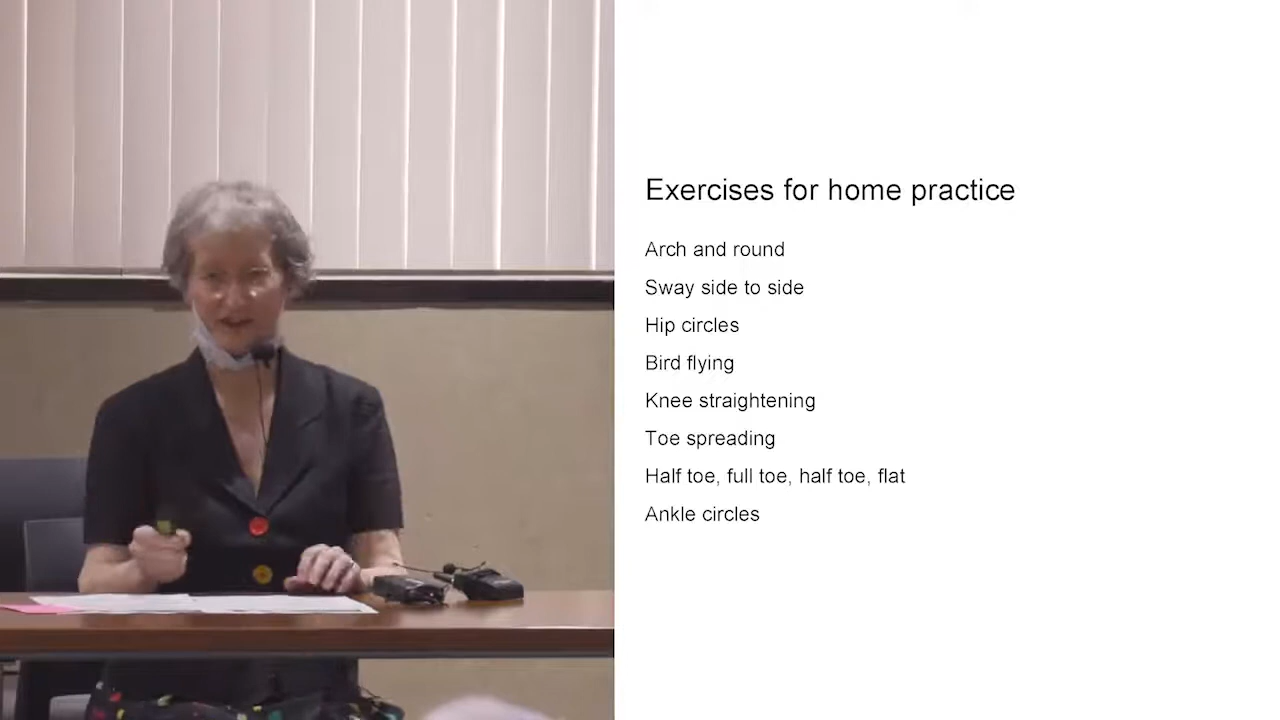 Exercises for home practice
Arch and round
Sway side to side
Hip circles
Bird flying
Knee straightening
Toe spreading
Half toe, full toe, half toe, flat
Ankle circles